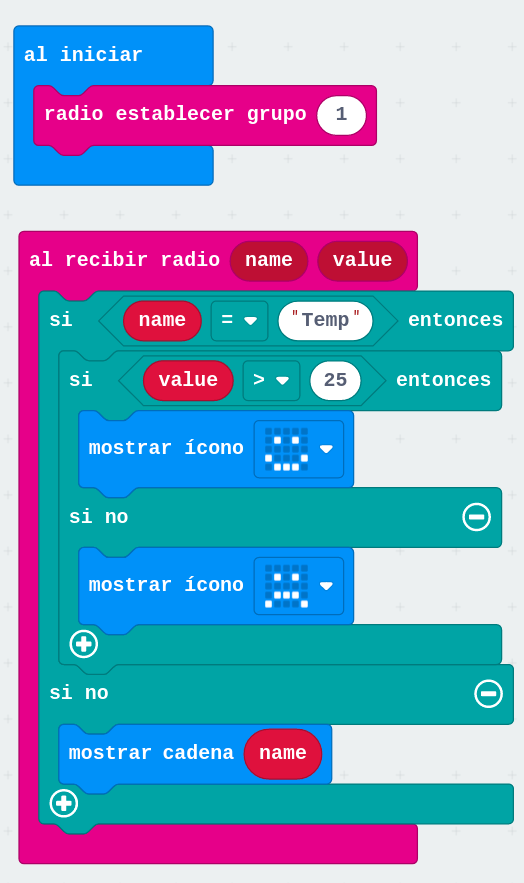 al iniciar
radio establecer grupo 1
al recibir radio name value
si name = "Temp" entonces
si value > 25 entonces
mostrar ícono
si no
mostrar ícono
si no
mostrar cadena name